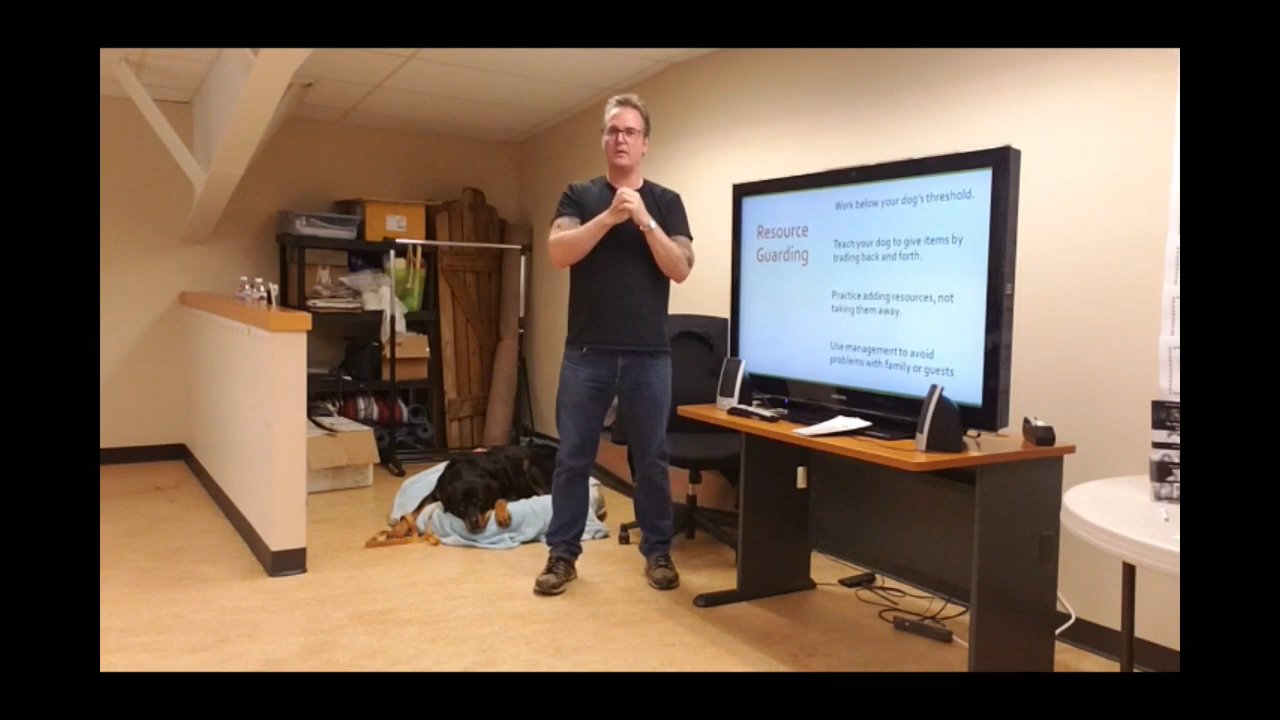 Resource
Guarding
Work below your dog's threshold.
Teach your dog to give items by
trading back and forth.
Practice adding resources, not
taking them away.
Use management to avoid
problems with family or guests